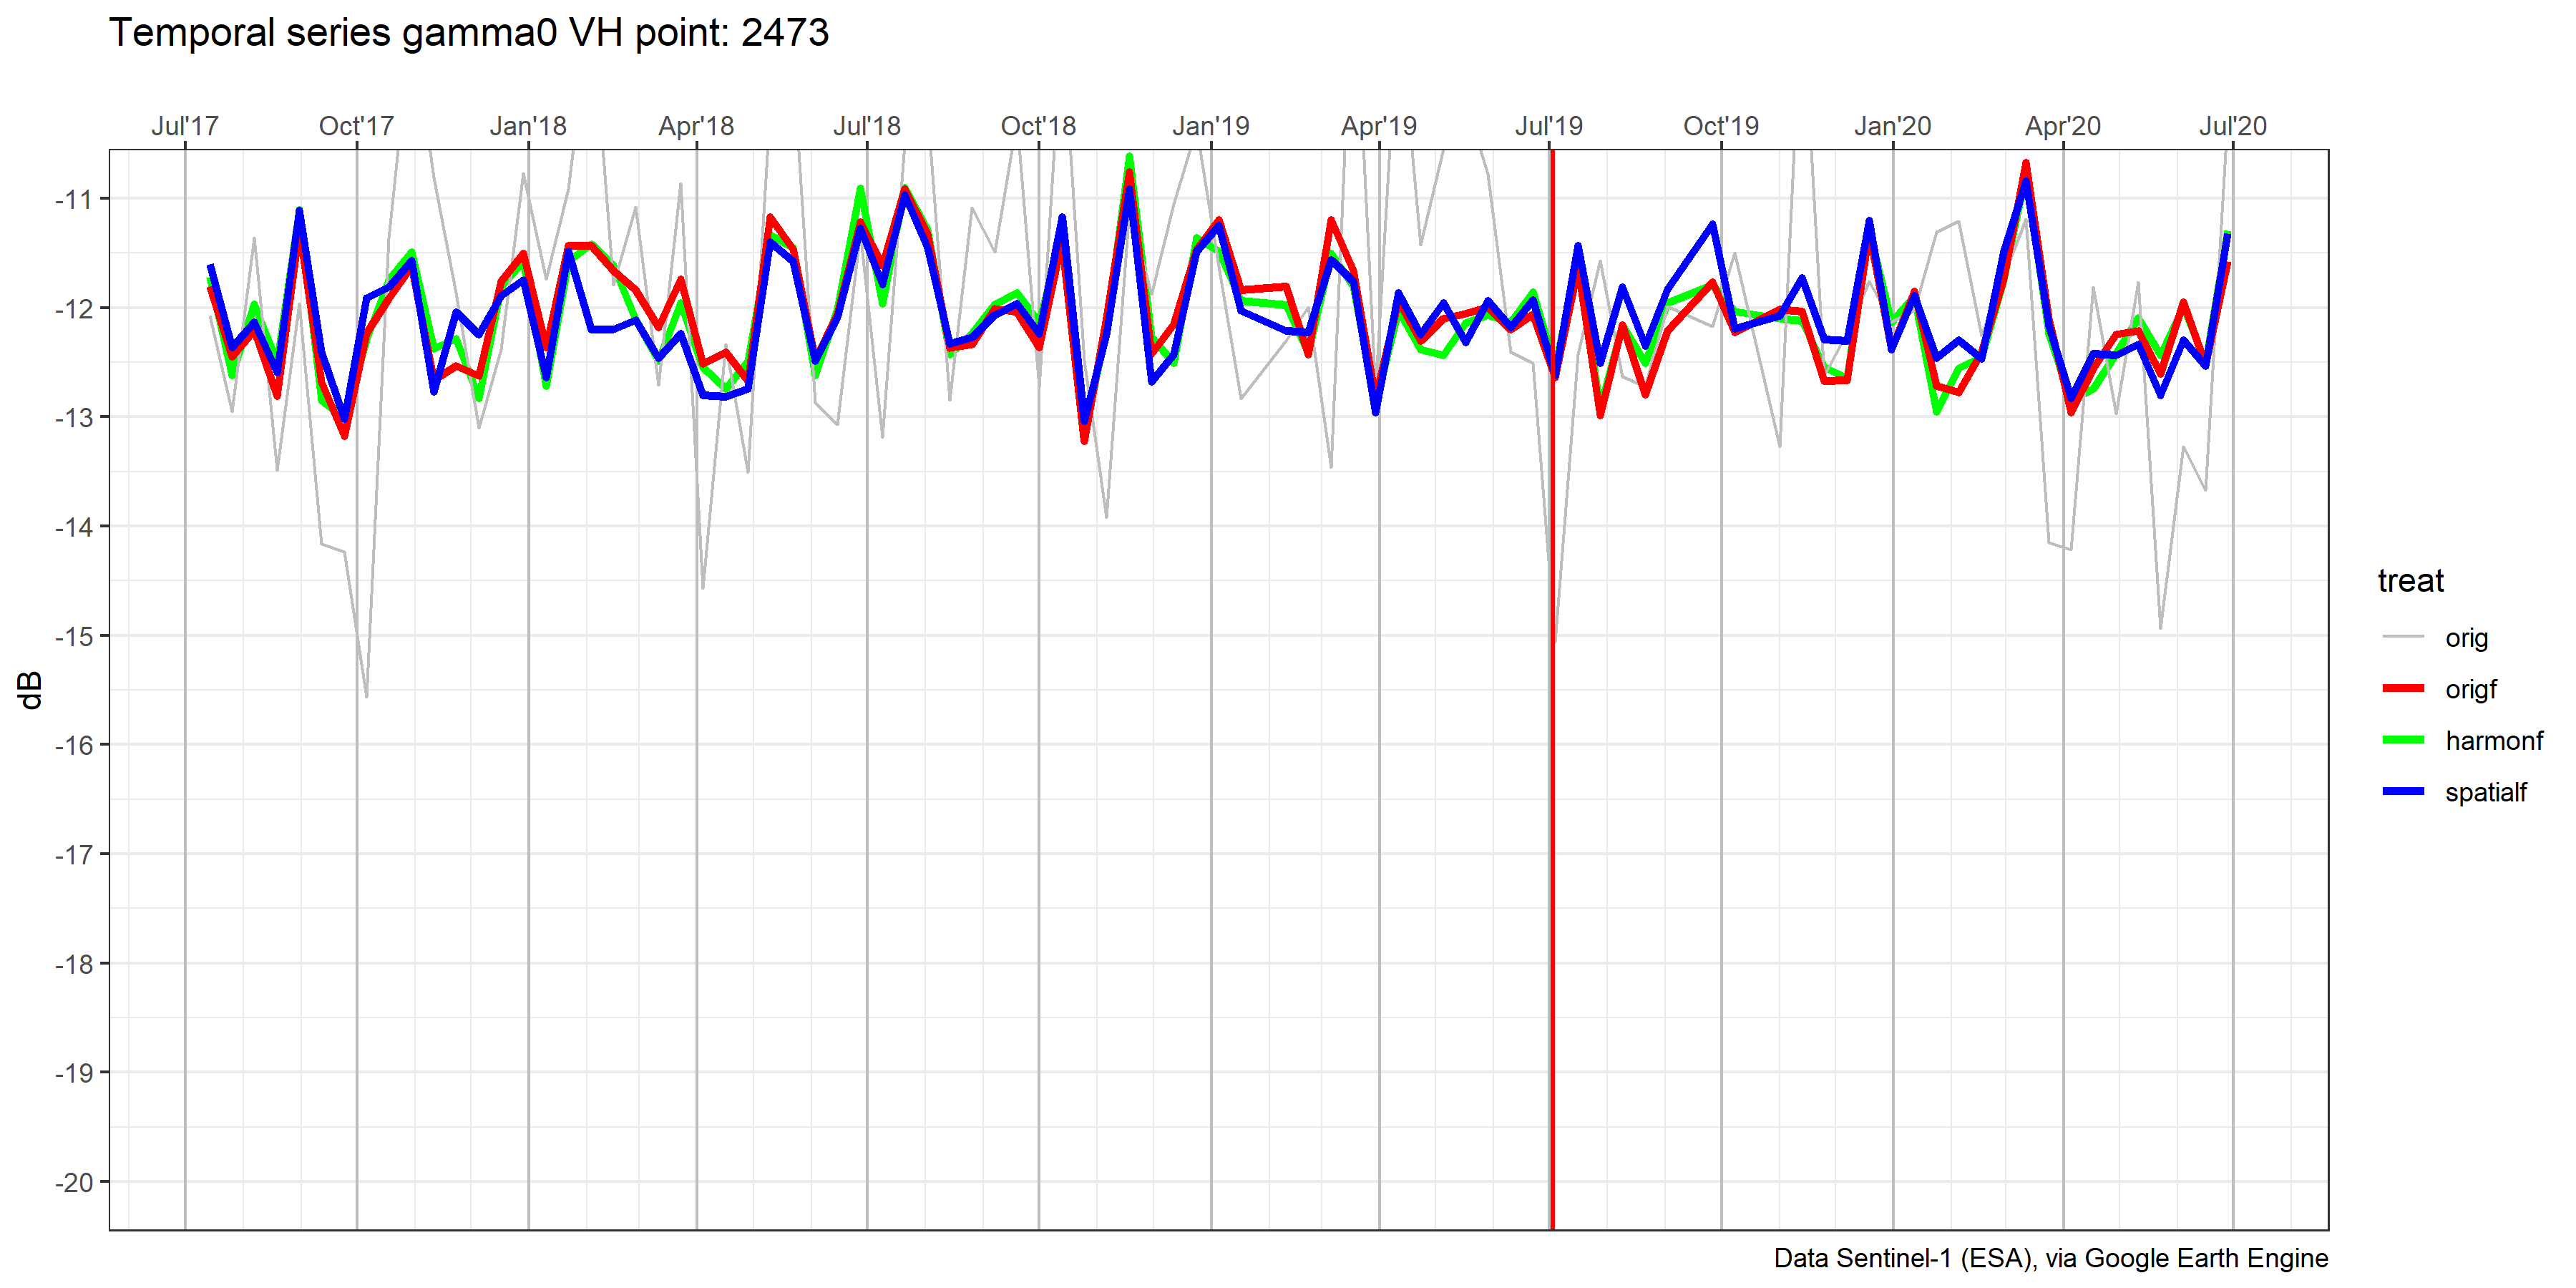 Temporal series gamma0 VH point: 2473
Jul'17 Oct'17 Jan'18 Apr'18 Jul'18 Oct'18 Jan'19 Apr'19 Jul'19 Oct'19 Jan'20 Apr'20 Jul'20
-11
-12
-13
-14
-15
-16
-17
-18
-19
-20
dB
treat
orig
origf
harmonf
spatialf
Data Sentinel-1 (ESA), via Google Earth Engine